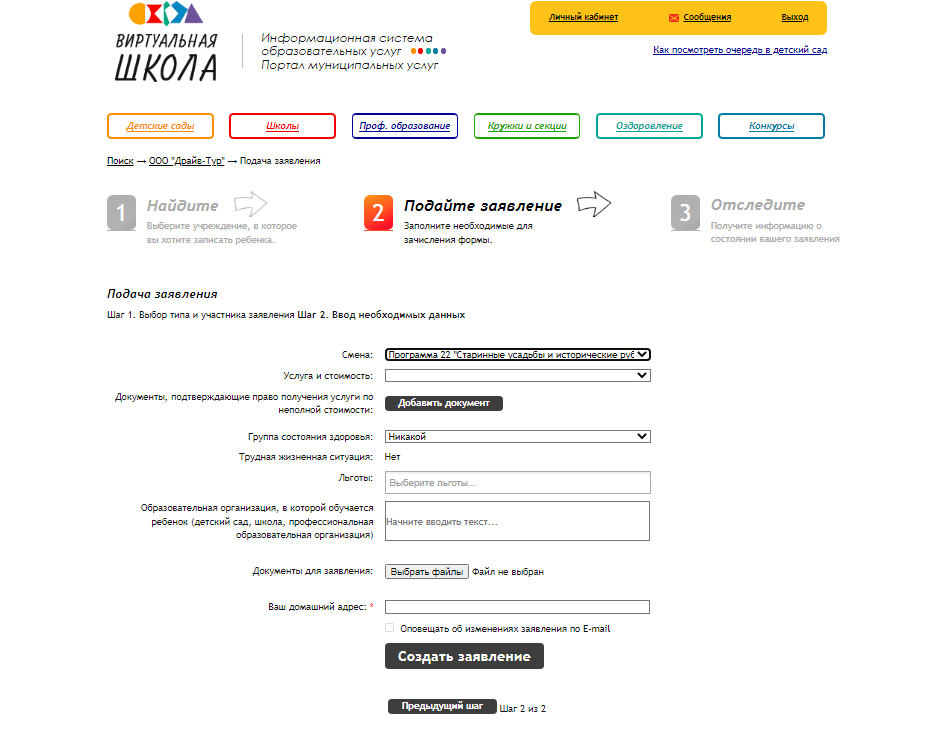 ВИРТУАЛЬНАЯ
ШКОЛА
Информационная система
образовательных услуг
Портал муниципальных услуг
Личный кабинет
Сообщения
Выход
Как посмотреть очередь в детский сад
Детские сады
Школы
Проф. образование
Кружки и секции
Оздоровление
Конкурсы
Поиск → ООО "Драйв-Тур" → Подача заявления
1 Найдите
Выберите учреждение, в которое
вы хотите записать ребенка.
2 Подайте заявление
Заполните необходимые для
зачисления формы.
3 Отследите
Получите информацию о
состоянии вашего заявления
Подача заявления
Шаг 1. Выбор типа и участника заявления Шаг 2. Ввод необходимых данных
Смена: Программа 22 "Старинные усадьбы и исторические руб
Услуга и стоимость:
Документы, подтверждающие право получения услуги по
неполной стоимости:
Добавить документ
Группа состояния здоровья: Никакой
Трудная жизненная ситуация: Нет
Льготы: Выберите льготы...
Образовательная организация, в которой обучается
ребенок (детский сад, школа, профессиональная
образовательная организация)
Начните вводить текст...
Документы для заявления: Выбрать файлы Файл не выбран
Ваш домашний адрес: *
Оповещать об изменениях заявления по E-mail
Создать заявление
Предыдущий шаг Шаг 2 из 2